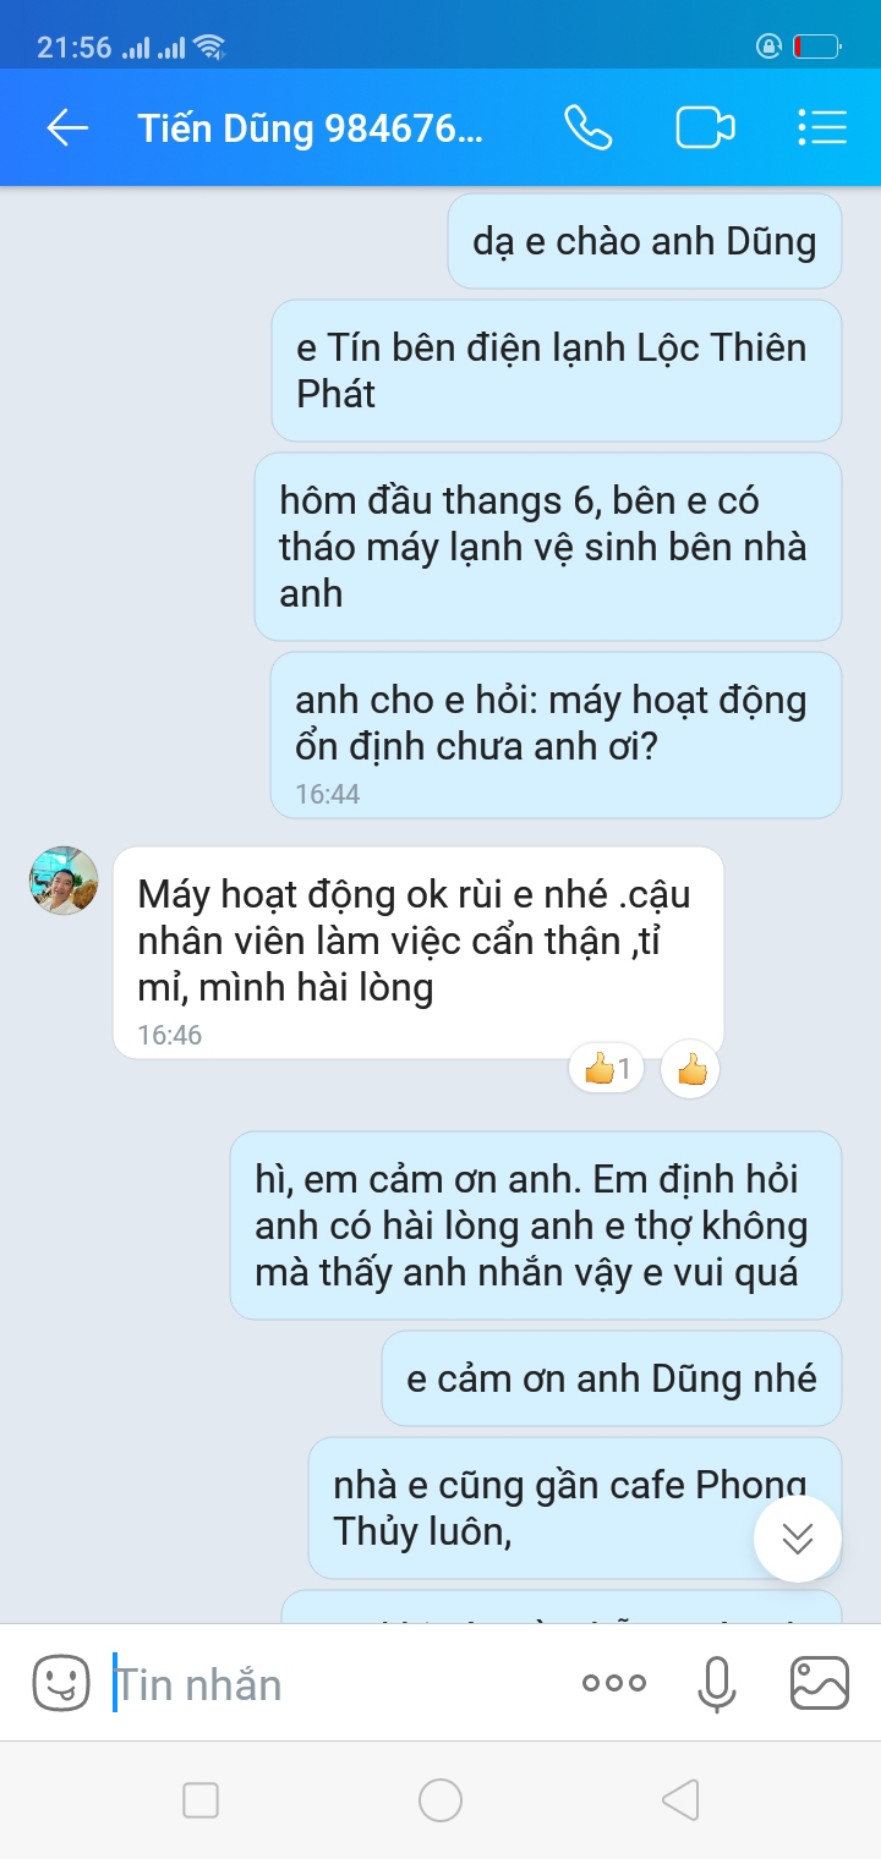 21:56
Tiến Dũng 984676...
dạ e chào anh Dũng
e Tín bên điện lạnh Lộc Thiên
Phát
hôm đầu thangs 6, bên e có
tháo máy lạnh vệ sinh bên nhà
anh
anh cho e hỏi: máy hoạt động
ổn định chưa anh ơi?
16:44
Máy hoạt động ok rùi e nhé .cậu
nhân viên làm việc cẩn thận ,tỉ
mỉ, mình hài lòng
16:46
1
hì, em cảm ơn anh. Em định hỏi
anh có hài lòng anh e thợ không
mà thấy anh nhắn vậy e vui quá
e cảm ơn anh Dũng nhé
nhà e cũng gần cafe Phong
Thủy luôn,
Tin nhắn